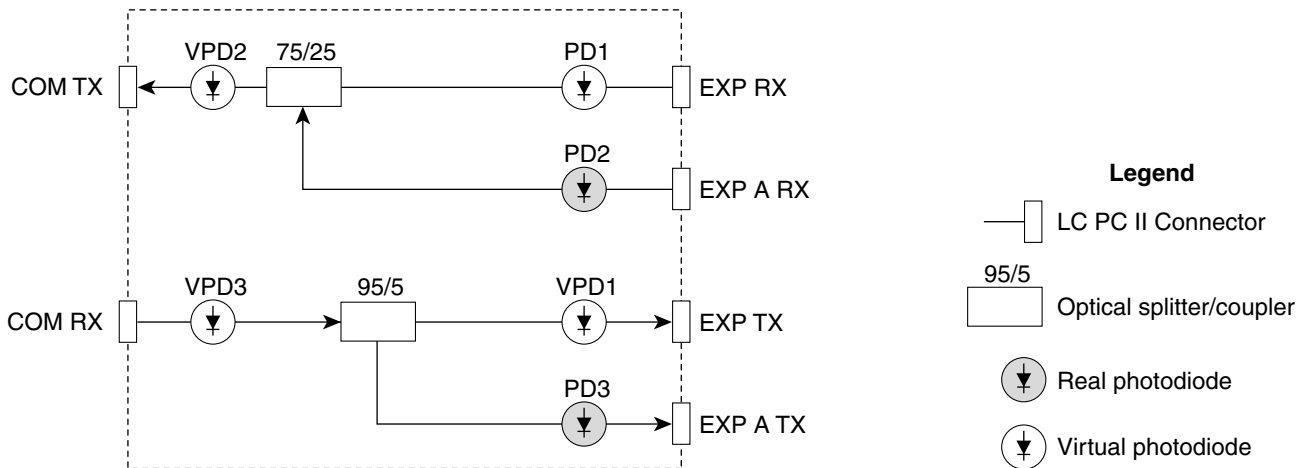 VPD2
75/25
PD1
COM TX
EXP RX
PD2
EXP A RX
VPD3
95/5
VPD1
COM RX
EXP TX
PD3
EXP A TX
Legend
LC PC II Connector
95/5
Optical splitter/coupler
Real photodiode
Virtual photodiode